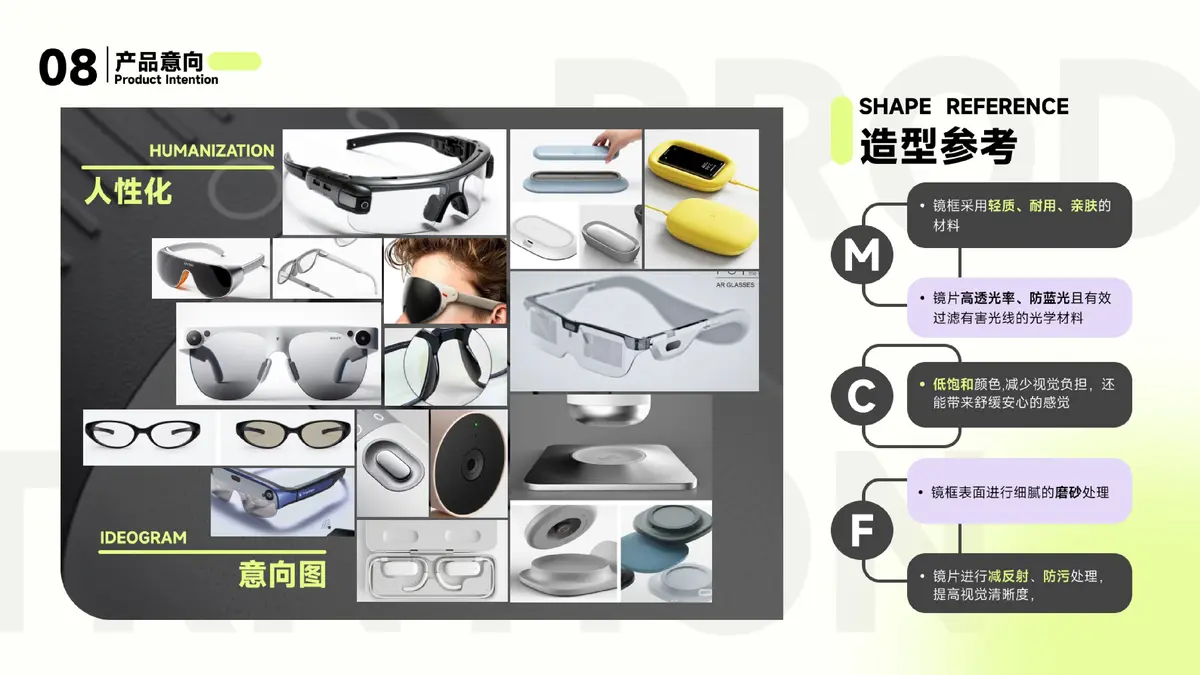 08
产品意向
Product Intention
HUMANIZATION
人性化
AR GLASSES
IDEOGRAM
意向图
SHAPE REFERENCE
造型参考
M
• 镜框采用轻质、耐用、亲肤的
材料
• 镜片高透光率、防蓝光且有效
过滤有害光线的光学材料
C
• 低饱和颜色,减少视觉负担，还
能带来舒缓安心的感觉
F
• 镜框表面进行细腻的磨砂处理
• 镜片进行减反射、防污处理，
提高视觉清晰度，